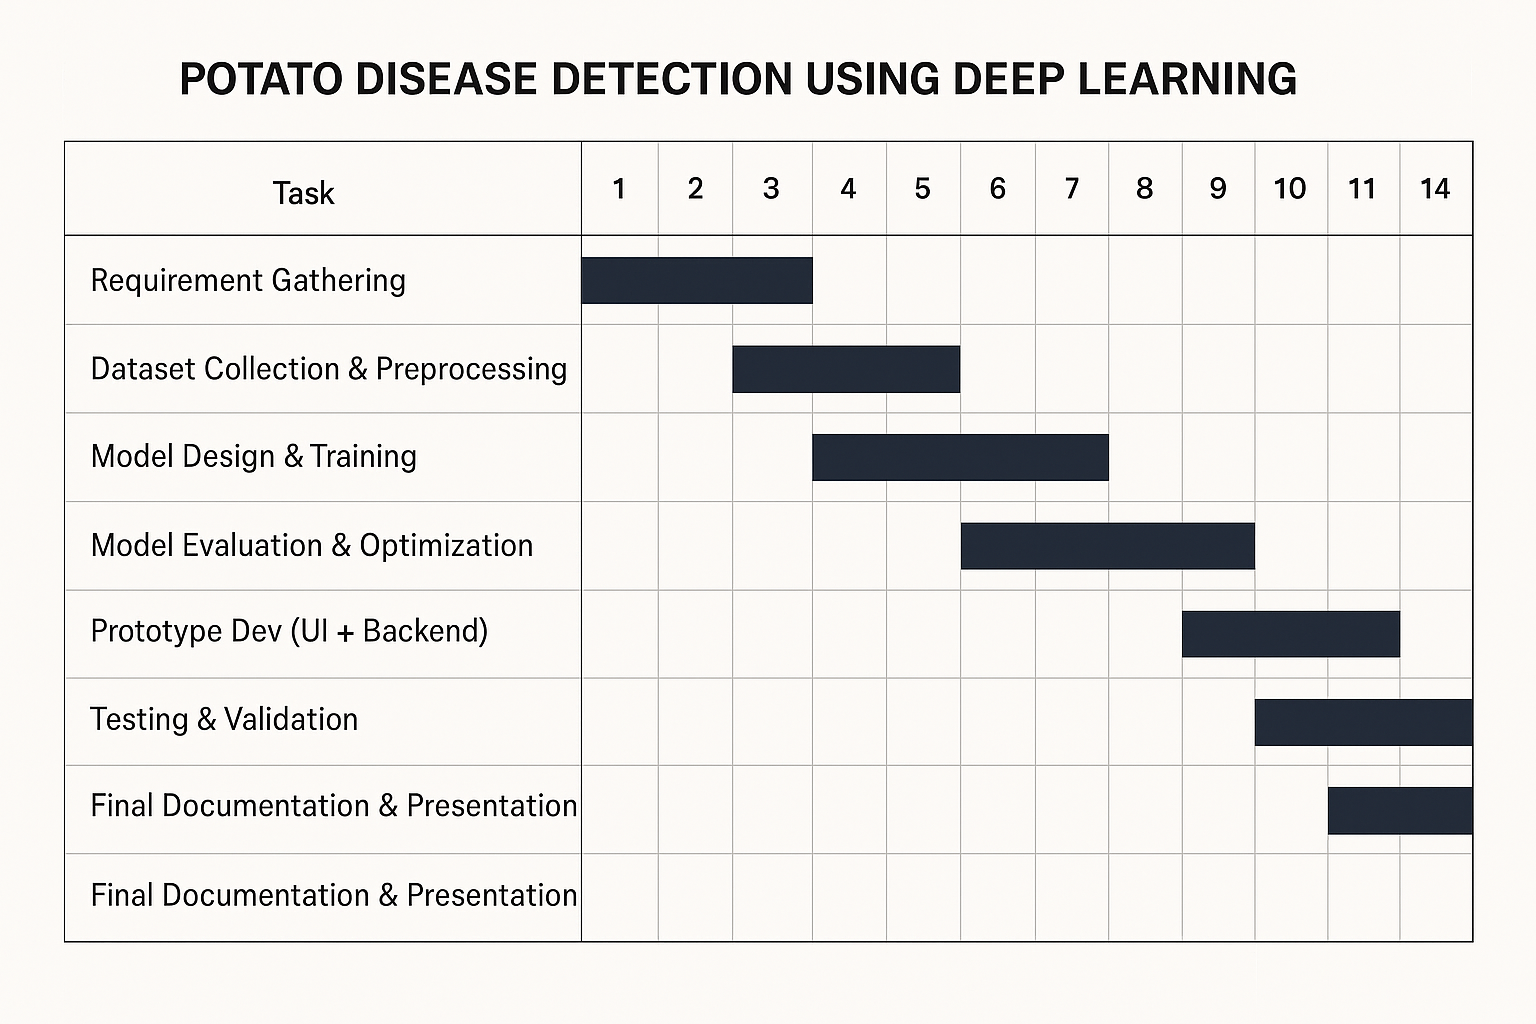 POTATO DISEASE DETECTION USING DEEP LEARNING
Task 1 2 3 4 5 6 7 8 9 10 11 14
Requirement Gathering
Dataset Collection & Preprocessing
Model Design & Training
Model Evaluation & Optimization
Prototype Dev (UI + Backend)
Testing & Validation
Final Documentation & Presentation
Final Documentation & Presentation